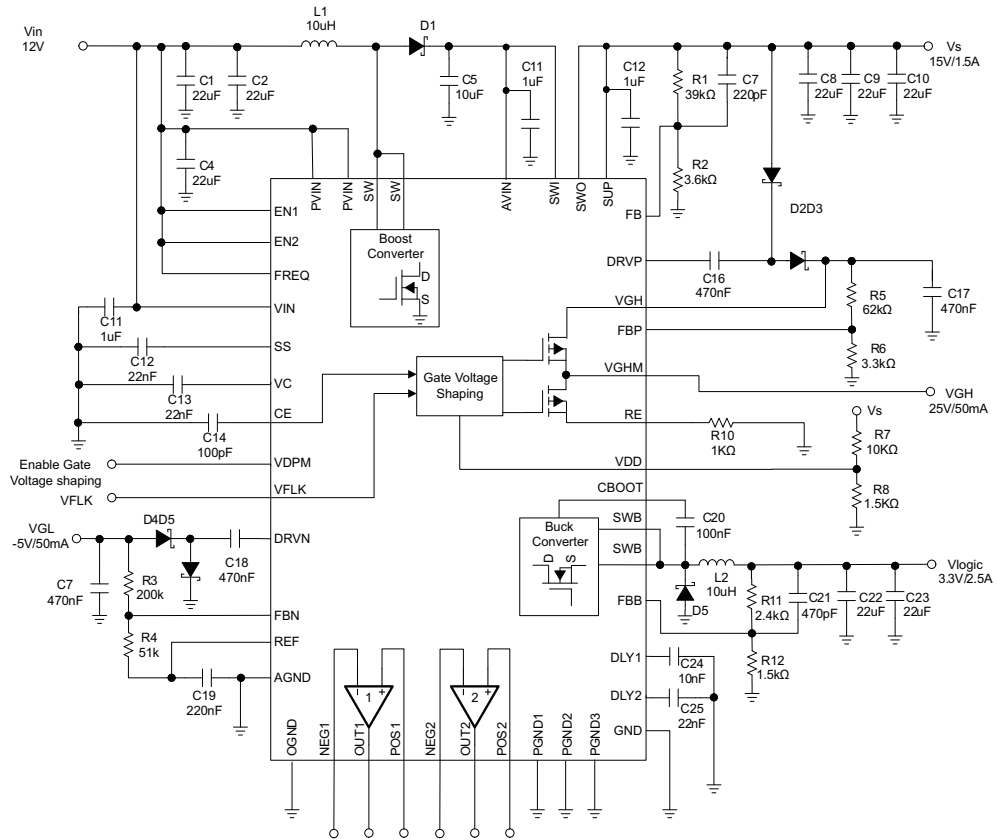 Vin
12V
L1
10uH
D1
C1
22uF
C2
22uF
C5
10uF
C11
1uF
C12
1uF
R1
39kΩ
C7
220pF
C8
22uF
C9
22uF
C10
22uF
Vs
15V/1.5A
C4
22uF
R2
3.6kΩ
D2D3
PVIN
PVIN
SW
SW
AVIN
SWI
SWO
SUP
FB
EN1
EN2
FREQ
VIN
SS
VC
CE
VDPM
VFLK
DRVN
FBN
REF
AGND
Boost
Converter
D
S
DRVP
VGH
FBP
VGHM
RE
VDD
CBOOT
SWB
SWB
FBB
DLY1
DLY2
GND
C16
470nF
R5
62kΩ
C17
470nF
R6
3.3kΩ
VGH
25V/50mA
C11
1uF
C12
22nF
C13
22nF
C14
100pF
Gate Voltage
Shaping
R10
1KΩ
Vs
R7
10KΩ
R8
1.5KΩ
Enable Gate
Voltage shaping
VFLK
VGL
-5V/50mA
D4D5
C18
470nF
C7
470nF
R3
200k
R4
51k
C19
220nF
Buck
Converter
D S
C20
100nF
L2
10uH
D5
R11
2.4kΩ
C21
470pF
C22
22uF
C23
22uF
Vlogic
3.3V/2.5A
R12
1.5kΩ
C24
10nF
C25
22nF
- +
1
- +
2
OGND
NEG1
OUT1
POS1
NEG2
OUT2
POS2
PGND1
PGND2
PGND3